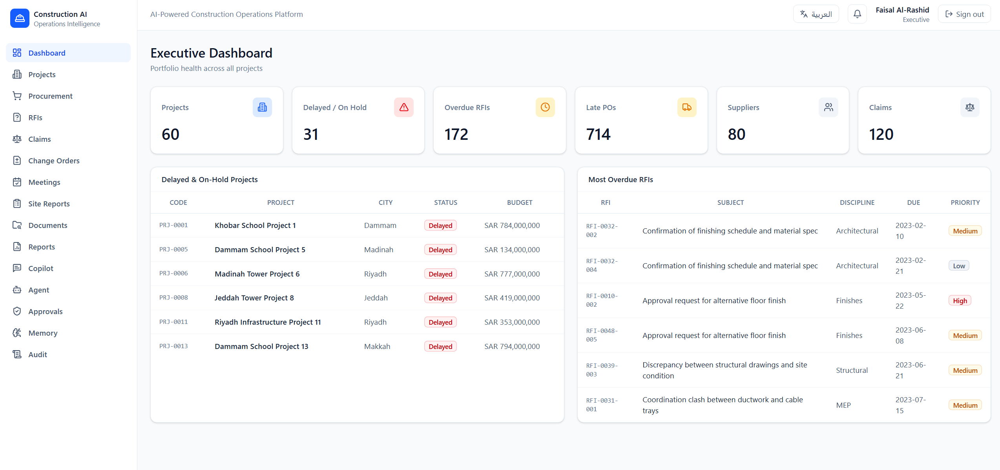 Construction AI
Operations Intelligence
AI-Powered Construction Operations Platform
العربية
Faisal Al-Rashid
Executive
Sign out
Dashboard
Projects
Procurement
RFIs
Claims
Change Orders
Meetings
Site Reports
Documents
Reports
Copilot
Agent
Approvals
Memory
Audit
Executive Dashboard
Portfolio health across all projects
Projects
60
Delayed / On Hold
31
Overdue RFIs
172
Late POs
714
Suppliers
80
Claims
120
Delayed & On-Hold Projects
CODE PROJECT CITY STATUS BUDGET
PRJ-0001 Khobar School Project 1 Dammam Delayed SAR 784,000,000
PRJ-0005 Dammam School Project 5 Madinah Delayed SAR 134,000,000
PRJ-0006 Madinah Tower Project 6 Riyadh Delayed SAR 777,000,000
PRJ-0008 Jeddah Tower Project 8 Jeddah Delayed SAR 419,000,000
PRJ-0011 Riyadh Infrastructure Project 11 Riyadh Delayed SAR 353,000,000
PRJ-0013 Dammam School Project 13 Makkah Delayed SAR 794,000,000
Most Overdue RFIs
RFI SUBJECT DISCIPLINE DUE PRIORITY
RFI-0032-
002
Confirmation of finishing schedule and material spec
Architectural
2023-02-
10
Medium
RFI-0032-
004
Confirmation of finishing schedule and material spec
Architectural
2023-02-
21
Low
RFI-0010-
002
Approval request for alternative floor finish
Finishes
2023-05-
22
High
RFI-0048-
005
Approval request for alternative floor finish
Finishes
2023-06-
08
Medium
RFI-0039-
003
Discrepancy between structural drawings and site
condition
Structural
2023-06-
21
Medium
RFI-0031-
001
Coordination clash between ductwork and cable
trays
MEP
2023-07-
15
Medium